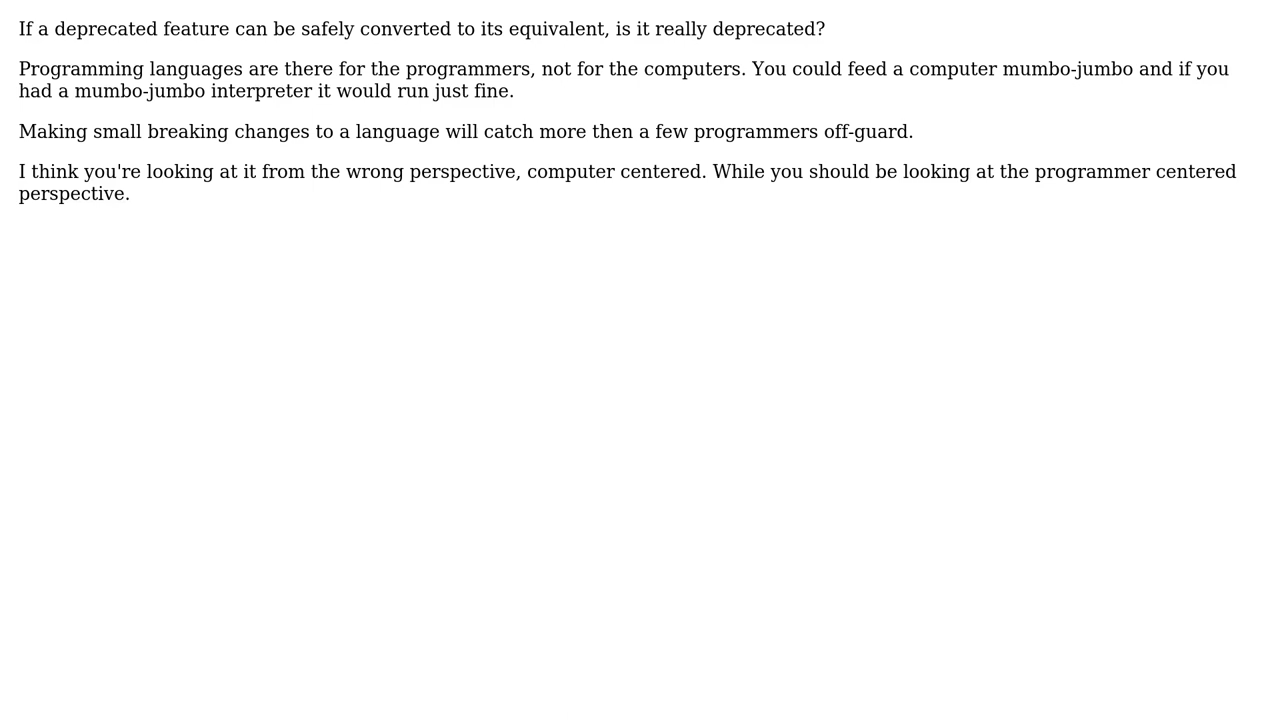 If a deprecated feature can be safely converted to its equivalent, is it really deprecated?
Programming languages are there for the programmers, not for the computers. You could feed a computer mumbo-jumbo and if you
had a mumbo-jumbo interpreter it would run just fine.
Making small breaking changes to a language will catch more then a few programmers off-guard.
I think you're looking at it from the wrong perspective, computer centered. While you should be looking at the programmer centered
perspective.